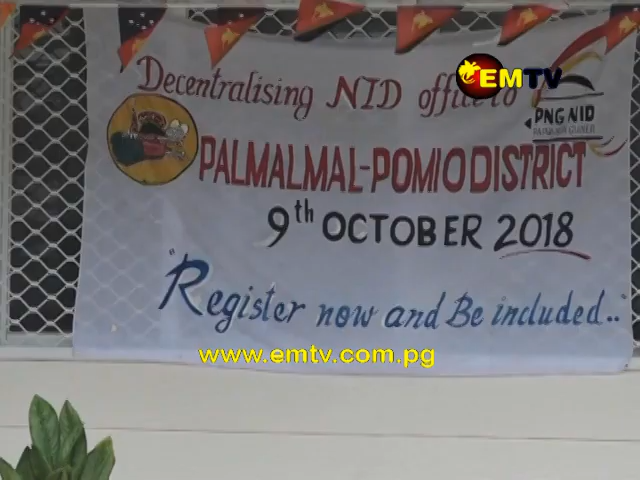 EMTV
Decentralising NID office to
PNG NID
PALMALMAL-POMIO DISTRICT
9th OCTOBER 2018
"Register now and Be included.."
www.emtv.com.pg